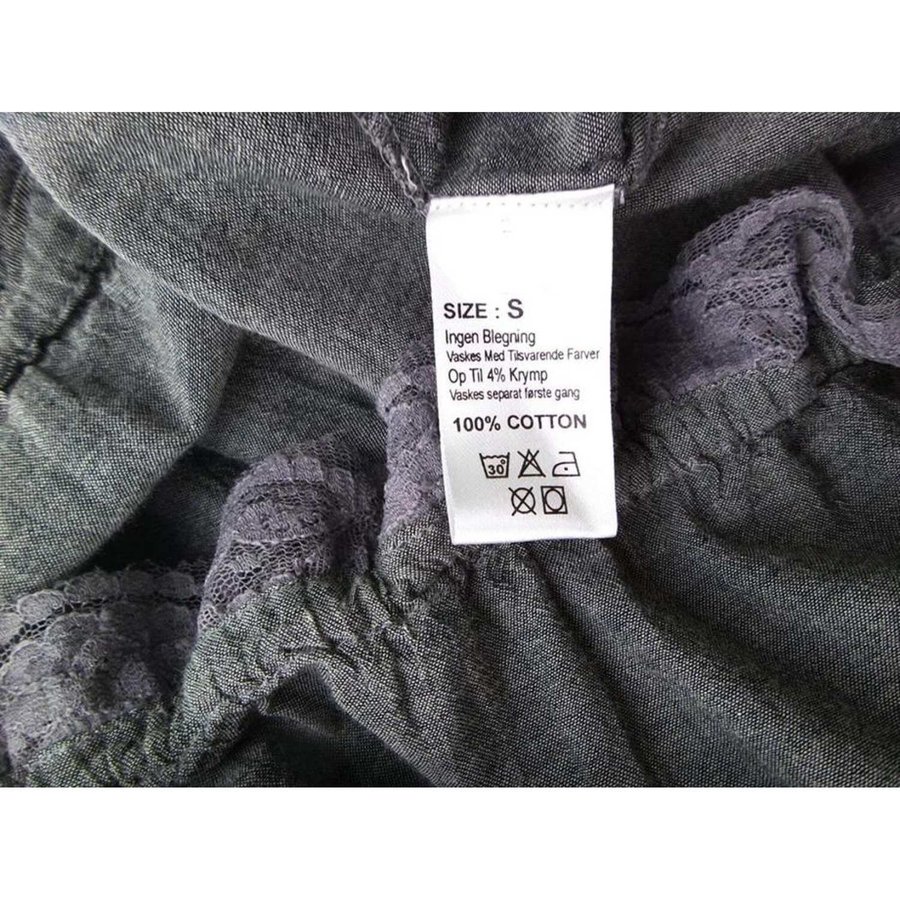 SIZE : S
Ingen Blegning
Vaskes Med Tilsvarende Farver
Op Til 4% Krymp
Vaskes separat første gang
100% COTTON
30°